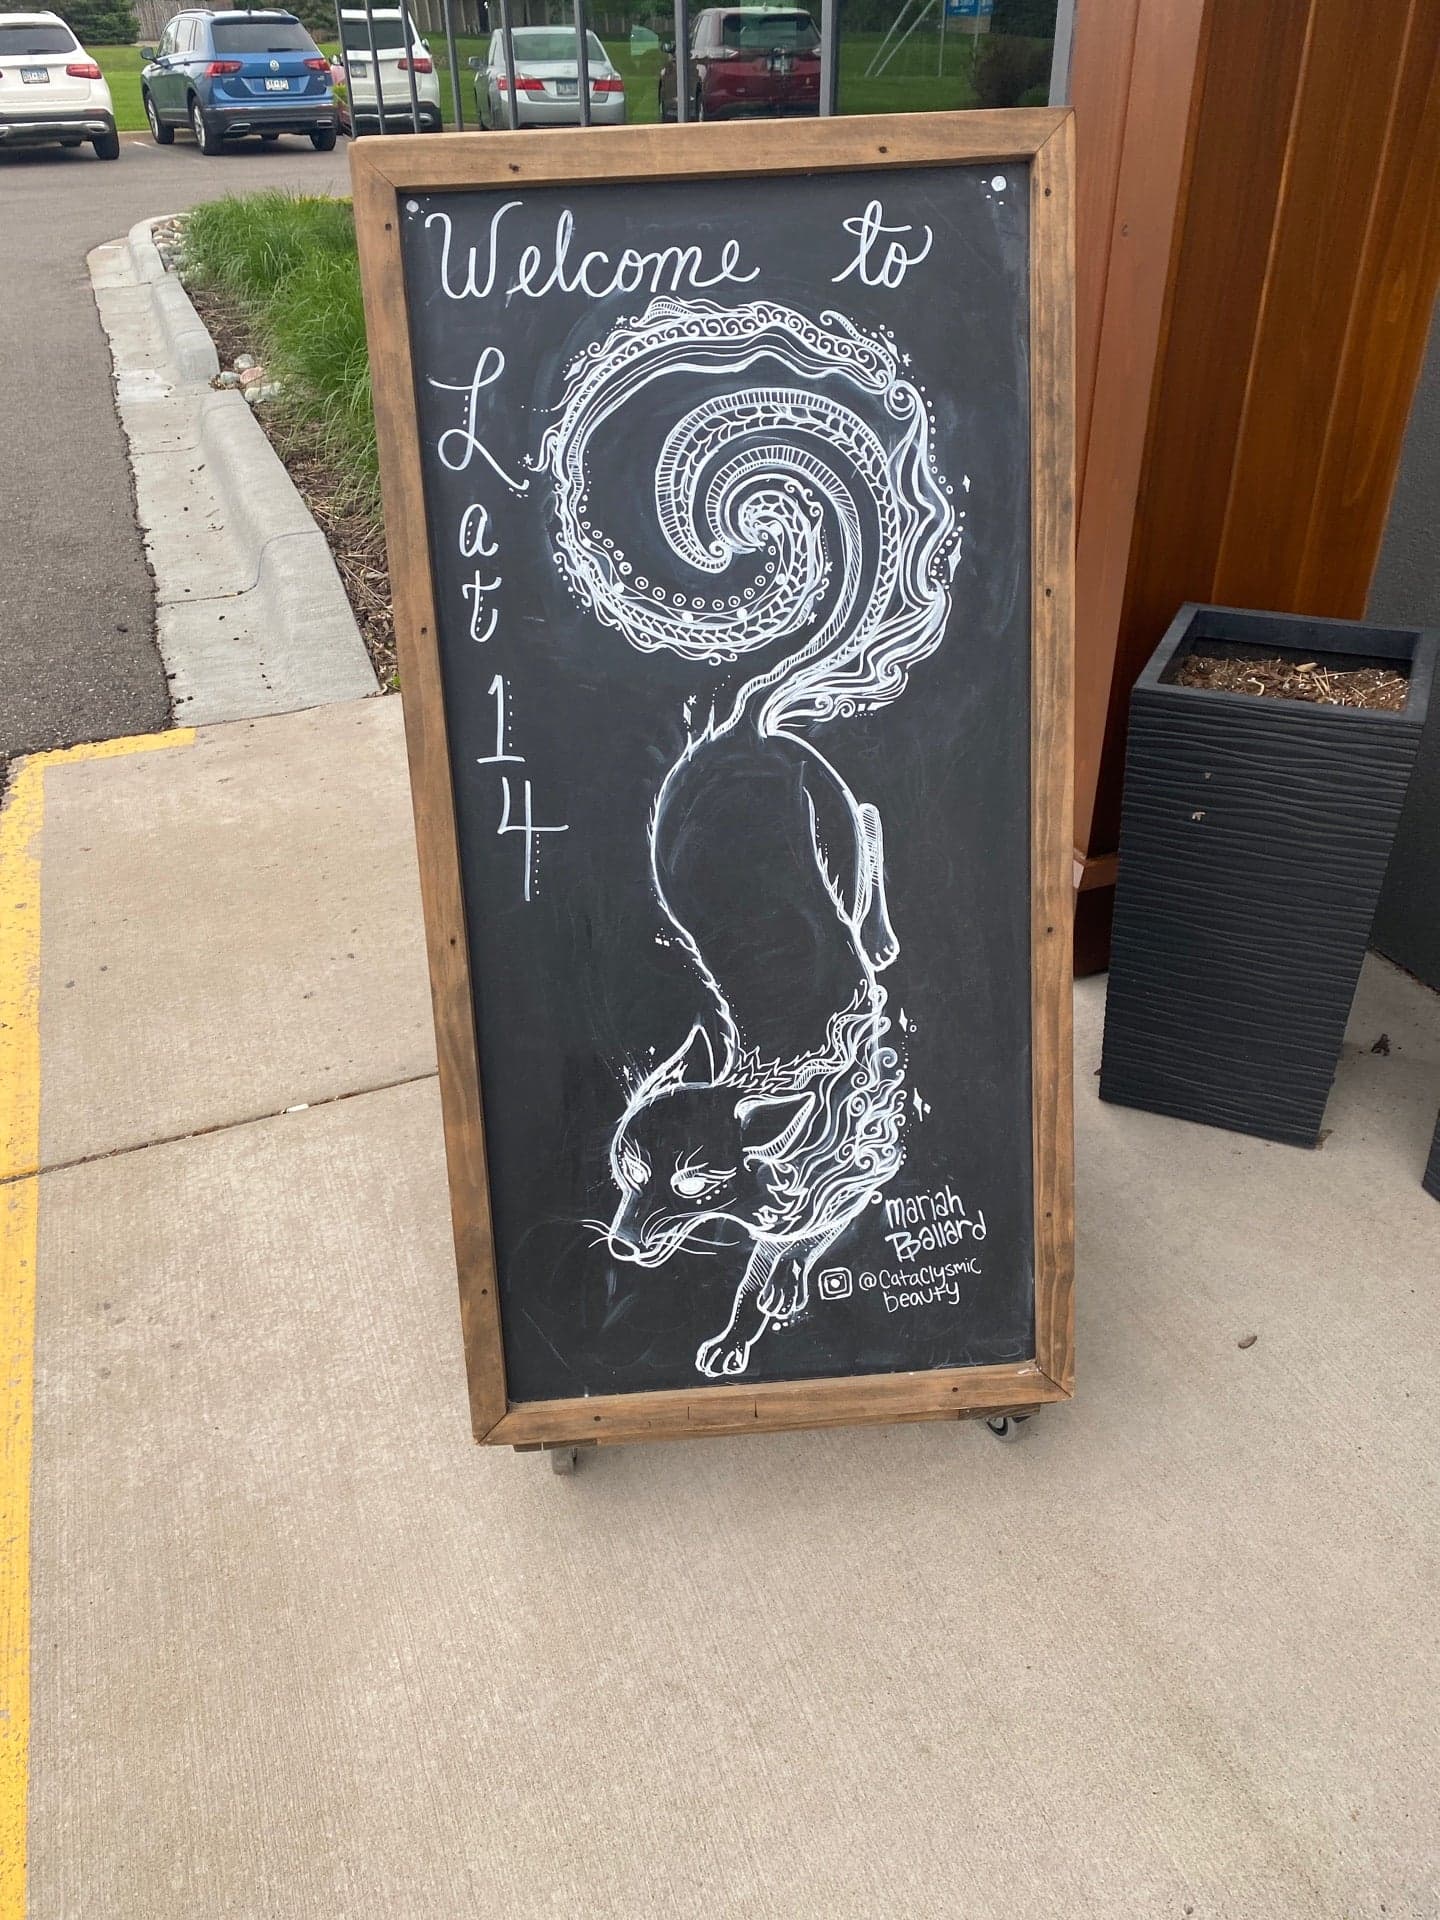 Welcome to
Lat
14
mariah
Ballard
@Cataclysmic
beauty